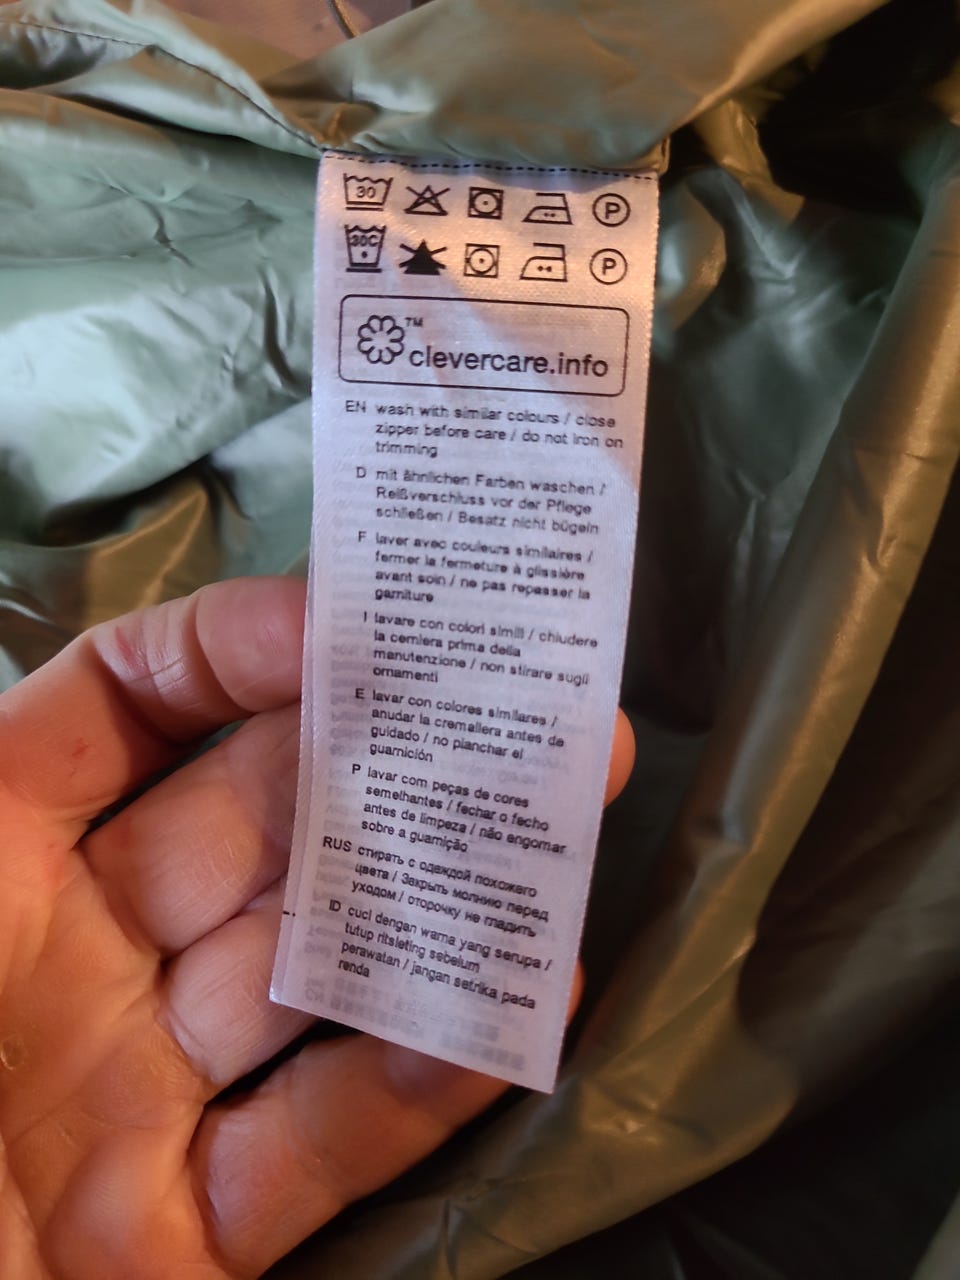 30
P
30C
P
clevercare.info™
EN wash with similar colours / close
zipper before care / do not iron on
trimming
D mit ähnlichen Farben waschen /
Reißverschluss vor der Pflege
schließen / Besatz nicht bügeln
F laver avec couleurs similaires /
fermer la fermeture à glissière
avant soin / ne pas repasser la
garniture
I lavare con colori simili / chiudere
la cerniera prima della
manutenzione / non stirare sugli
ornamenti
E lavar con colores similares /
anudar la cremallera antes de
guidado / no planchar el
guarnición
P lavar com peças de cores
semelhantes / fechar o fecho
antes de limpeza / não engomar
sobre a guarnição
RUS стирать с одеждой похожего
цвета / Закрыть молнию перед
уходом / оторочку не гладить
ID cuci dengan warna yang serupa /
tutup ritsleting sebelum
perawatan / jangan setrika pada
renda